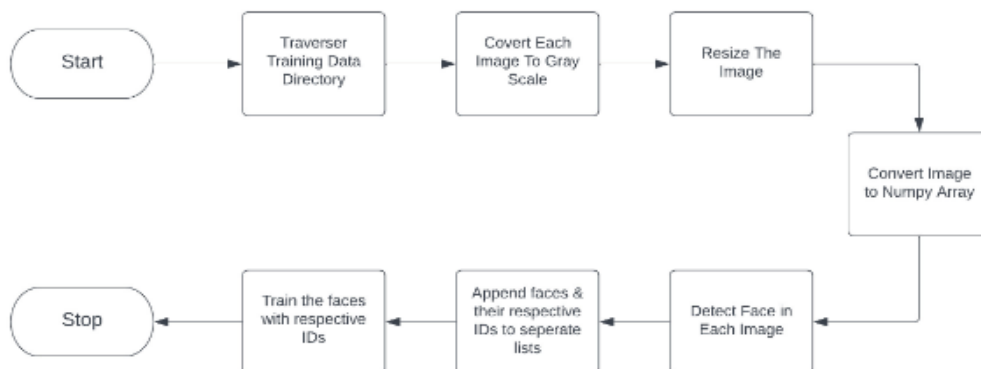 Start
Traverser
Training Data
Directory
Covert Each
Image To Gray
Scale
Resize The
Image
Convert Image
to Numpy Array
Detect Face in
Each Image
Append faces &
their respective
IDs to seperate
lists
Train the faces
with respective
IDs
Stop